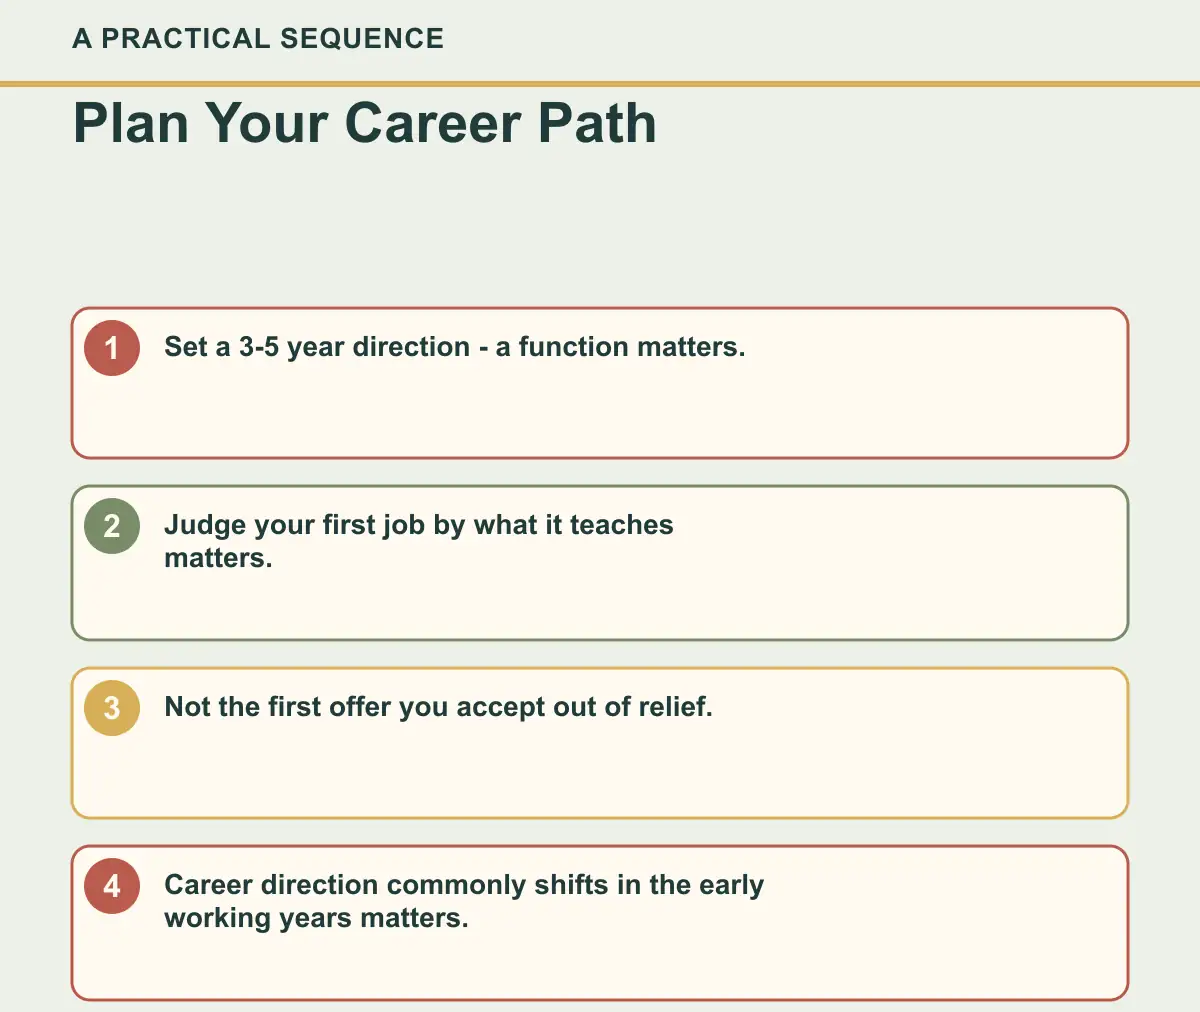 A PRACTICAL SEQUENCE
Plan Your Career Path
1
Set a 3-5 year direction - a function matters.
2
Judge your first job by what it teaches
matters.
3
Not the first offer you accept out of relief.
4
Career direction commonly shifts in the early
working years matters.